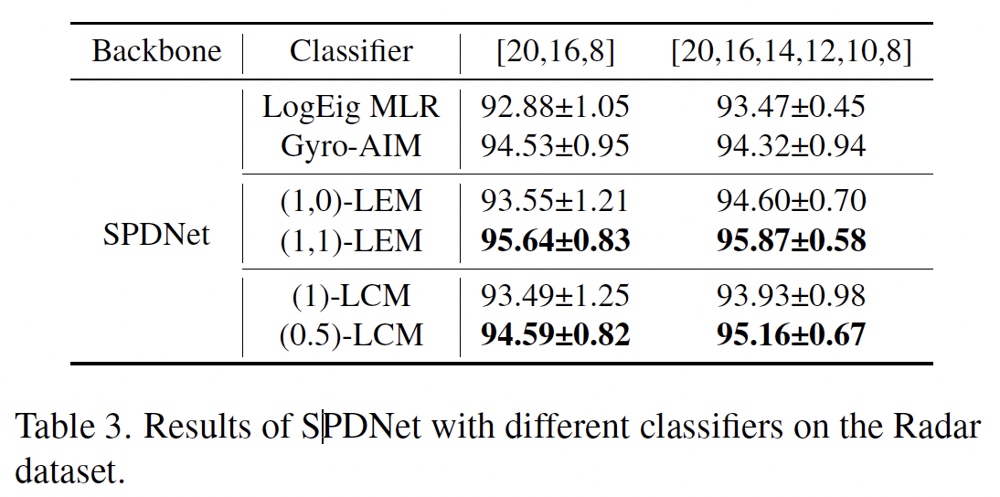 Backbone Classifier [20,16,8] [20,16,14,12,10,8]
LogEig MLR 92.88±1.05 93.47±0.45
Gyro-AIM 94.53±0.95 94.32±0.94
(1,0)-LEM 93.55±1.21 94.60±0.70
SPDNet (1,1)-LEM 95.64±0.83 95.87±0.58
(1)-LCM 93.49±1.25 93.93±0.98
(0.5)-LCM 94.59±0.82 95.16±0.67
Table 3. Results of SPDNet with different classifiers on the Radar
dataset.